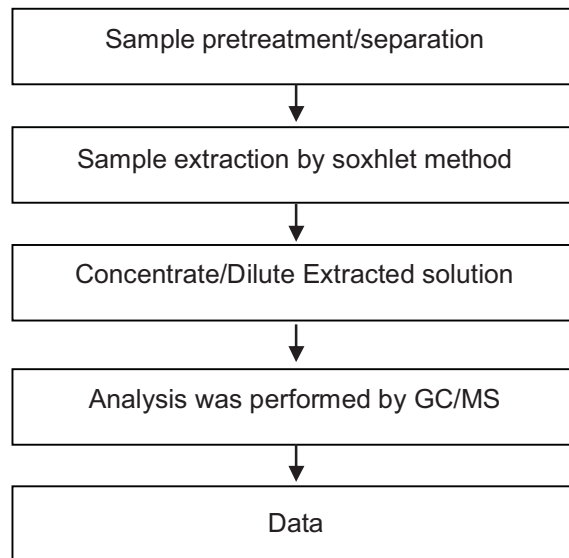 Sample pretreatment/separation
Sample extraction by soxhlet method
Concentrate/Dilute Extracted solution
Analysis was performed by GC/MS
Data